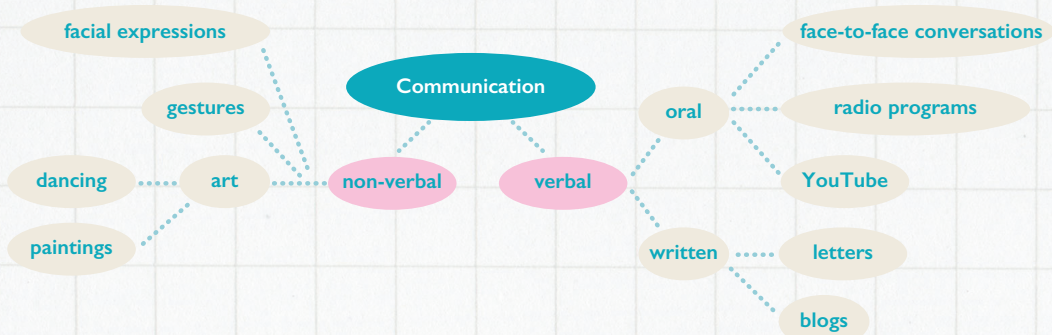 facial expressions
face-to-face conversations
Communication
gestures
oral
radio programs
dancing
art
non-verbal
verbal
YouTube
paintings
written
letters
blogs